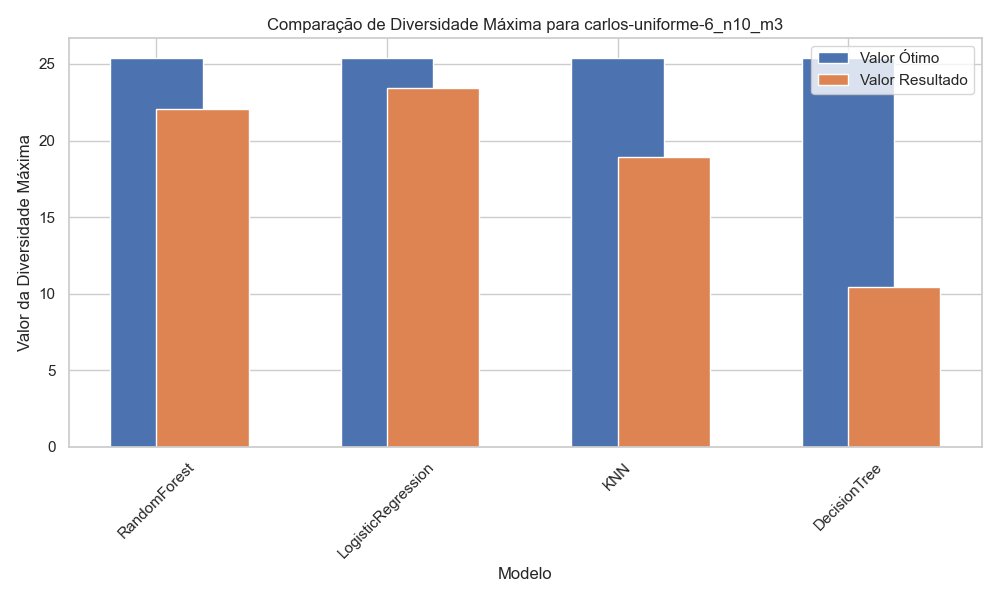 Comparação de Diversidade Máxima para carlos-uniforme-6_n10_m3
Valor Ótimo
Valor Resultado
Valor da Diversidade Máxima
25
20
15
10
5
0
RandomForest
LogisticRegression
KNN
DecisionTree
Modelo